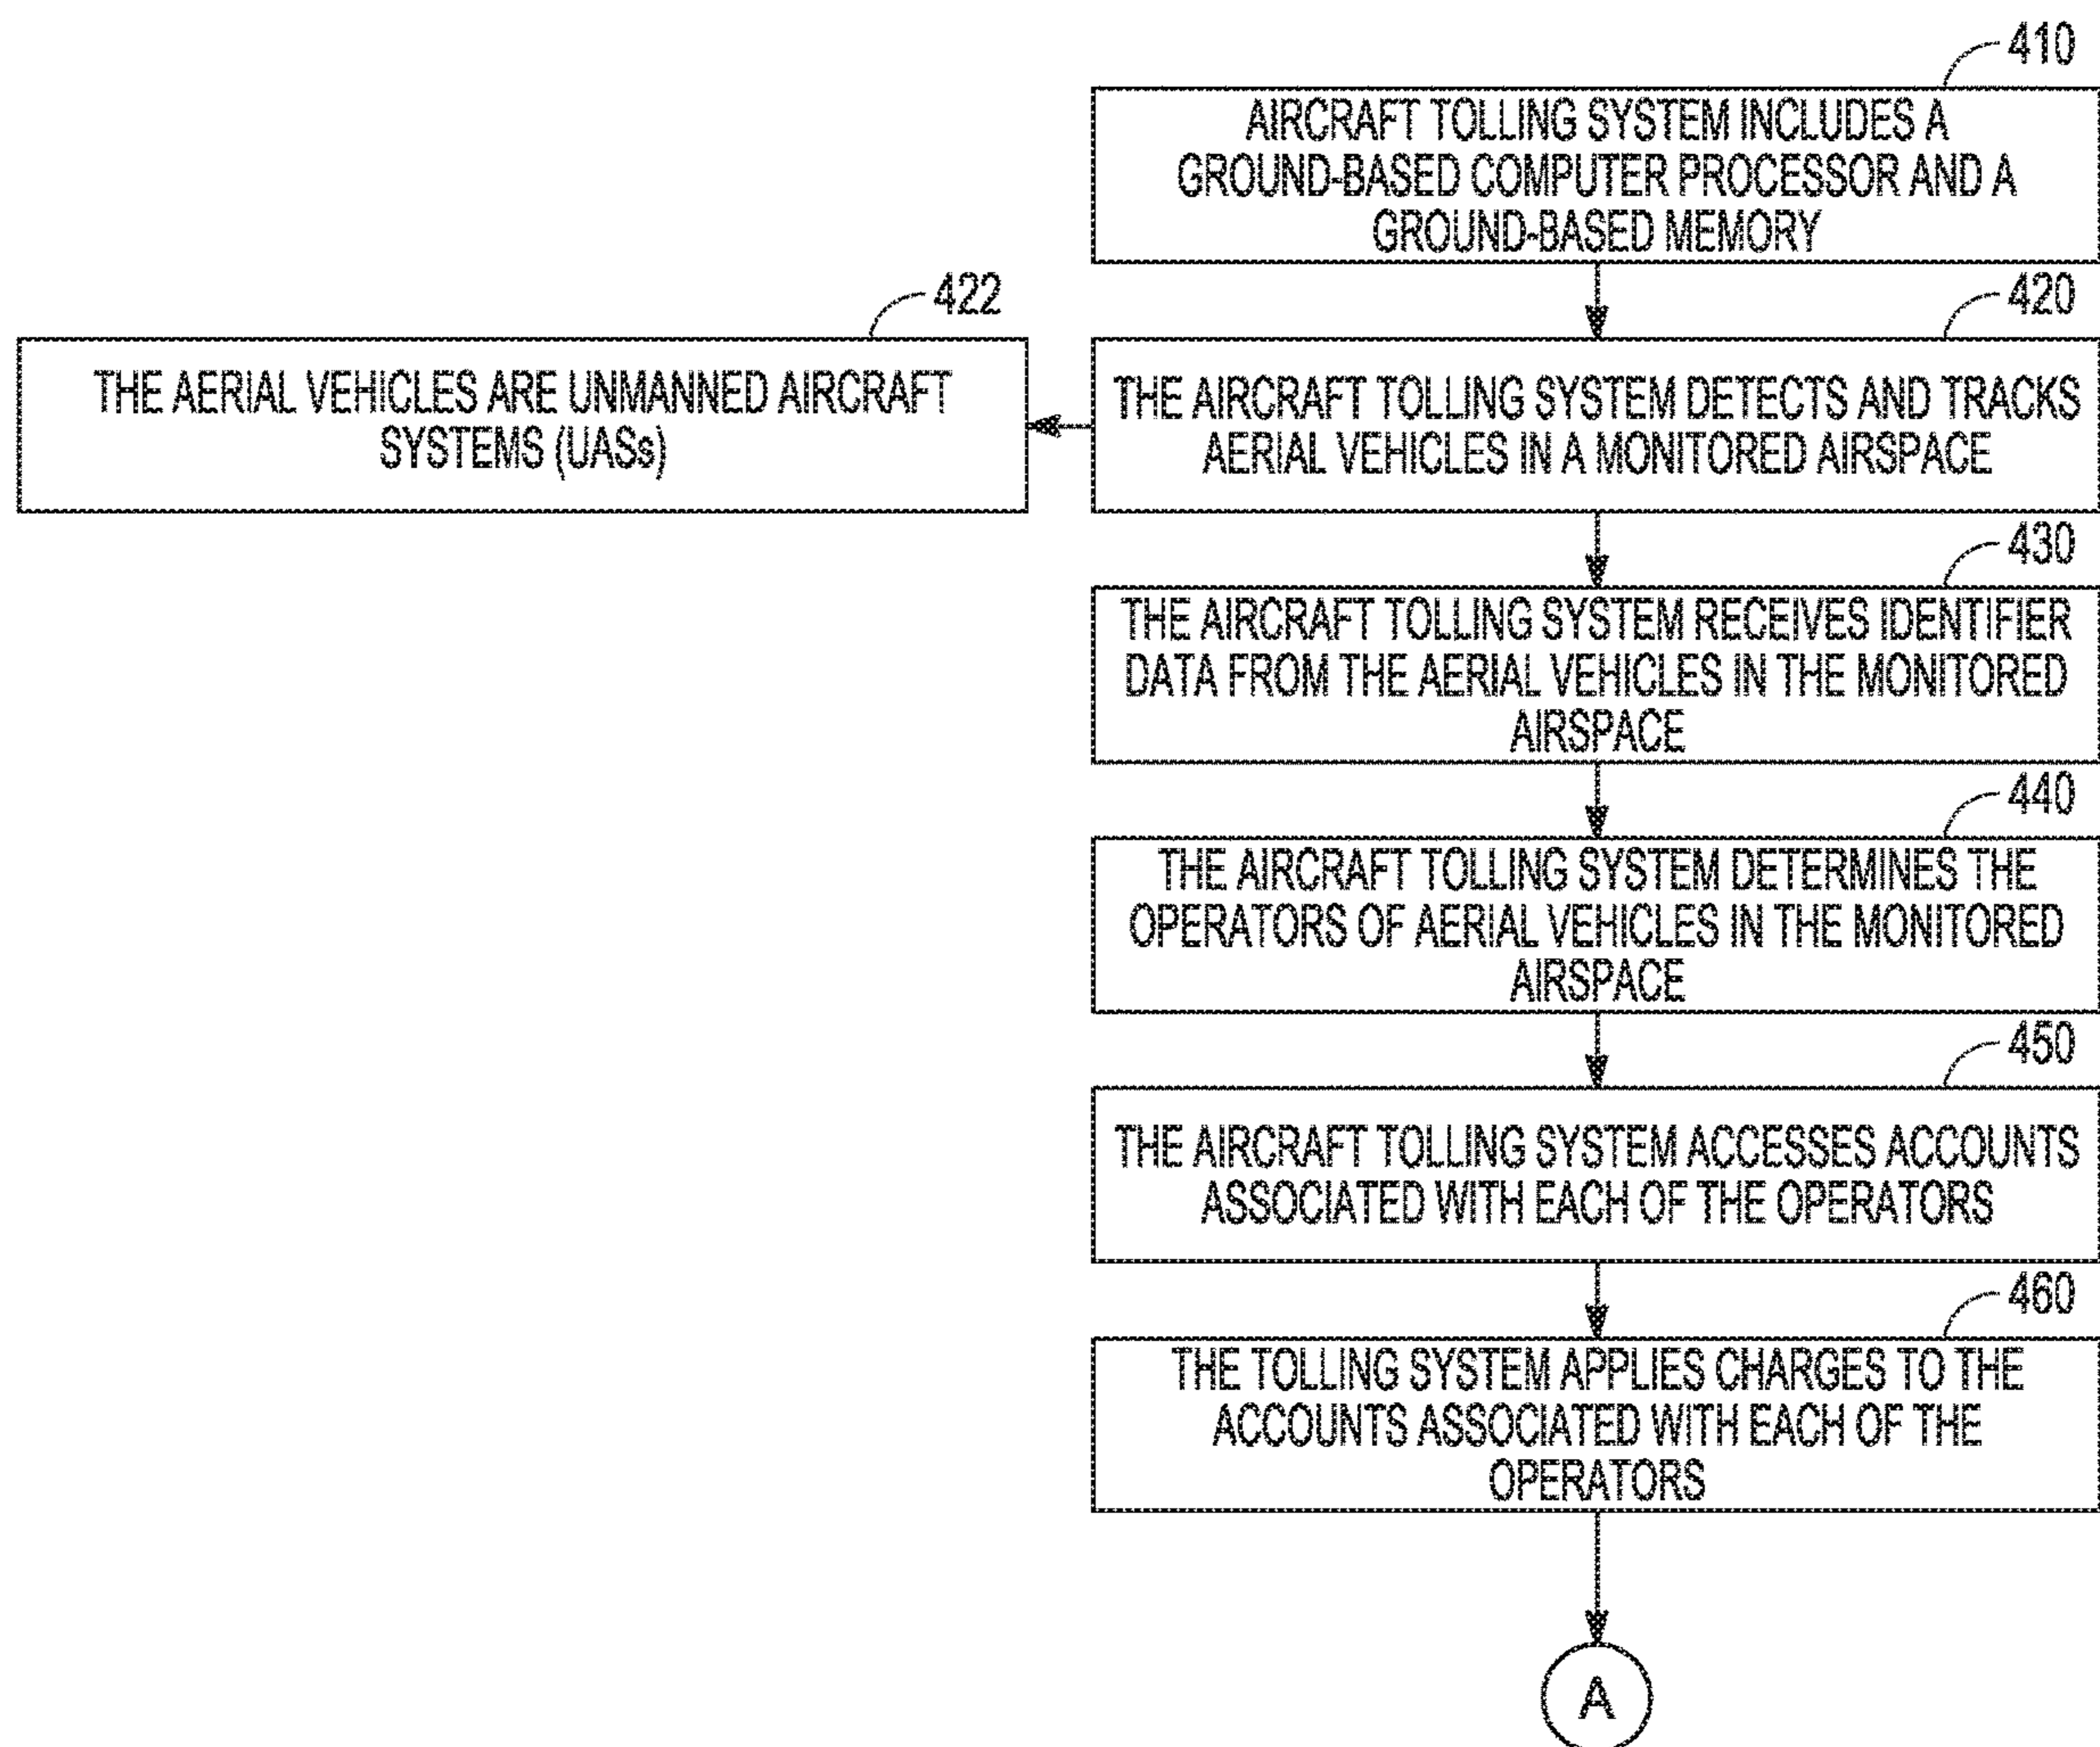 410
AIRCRAFT TOLLING SYSTEM INCLUDES A
GROUND-BASED COMPUTER PROCESSOR AND A
GROUND-BASED MEMORY
422
THE AERIAL VEHICLES ARE UNMANNED AIRCRAFT
SYSTEMS (UASs)
420
THE AIRCRAFT TOLLING SYSTEM DETECTS AND TRACKS
AERIAL VEHICLES IN A MONITORED AIRSPACE
430
THE AIRCRAFT TOLLING SYSTEM RECEIVES IDENTIFIER
DATA FROM THE AERIAL VEHICLES IN THE MONITORED
AIRSPACE
440
THE AIRCRAFT TOLLING SYSTEM DETERMINES THE
OPERATORS OF AERIAL VEHICLES IN THE MONITORED
AIRSPACE
450
THE AIRCRAFT TOLLING SYSTEM ACCESSES ACCOUNTS
ASSOCIATED WITH EACH OF THE OPERATORS
460
THE TOLLING SYSTEM APPLIES CHARGES TO THE
ACCOUNTS ASSOCIATED WITH EACH OF THE
OPERATORS
A